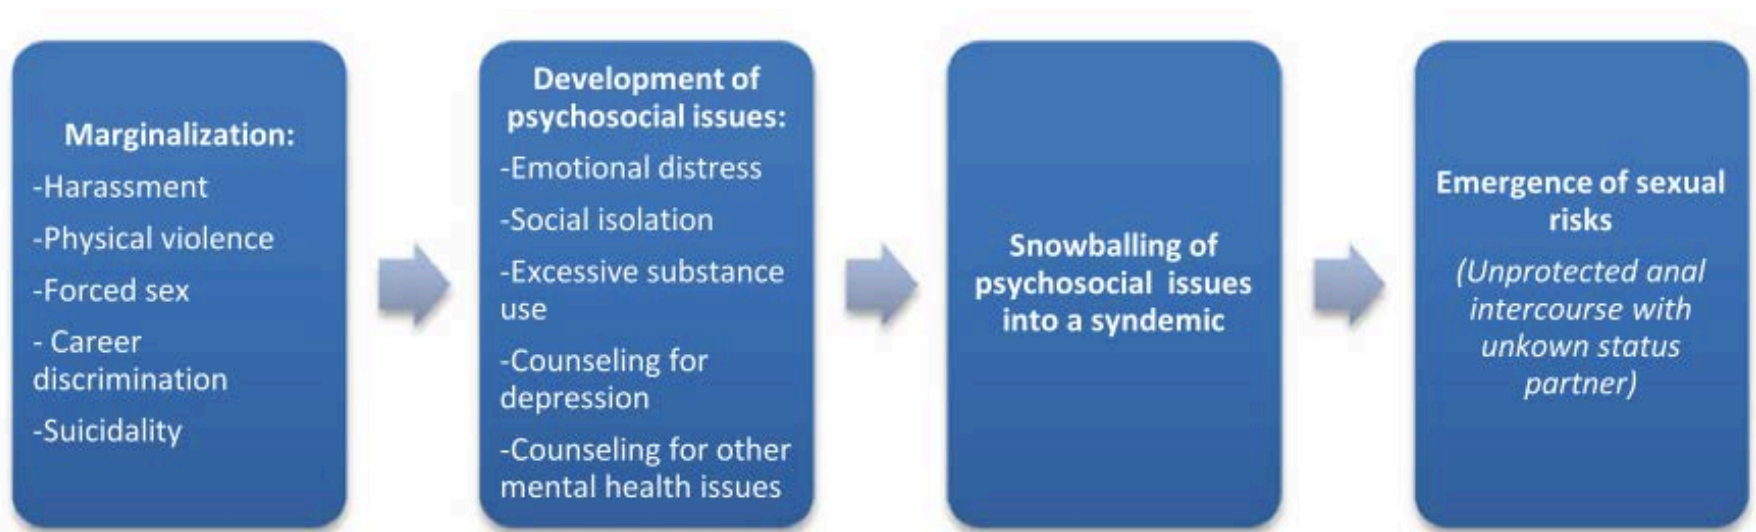 Marginalization:
-Harassment
-Physical violence
-Forced sex
- Career
discrimination
-Suicidality
Development of
psychosocial issues:
-Emotional distress
-Social isolation
-Excessive substance
use
-Counseling for
depression
-Counseling for other
mental health issues
Snowballing of
psychosocial issues
into a syndemic
Emergence of sexual
risks
(Unprotected anal
intercourse with
unkown status
partner)